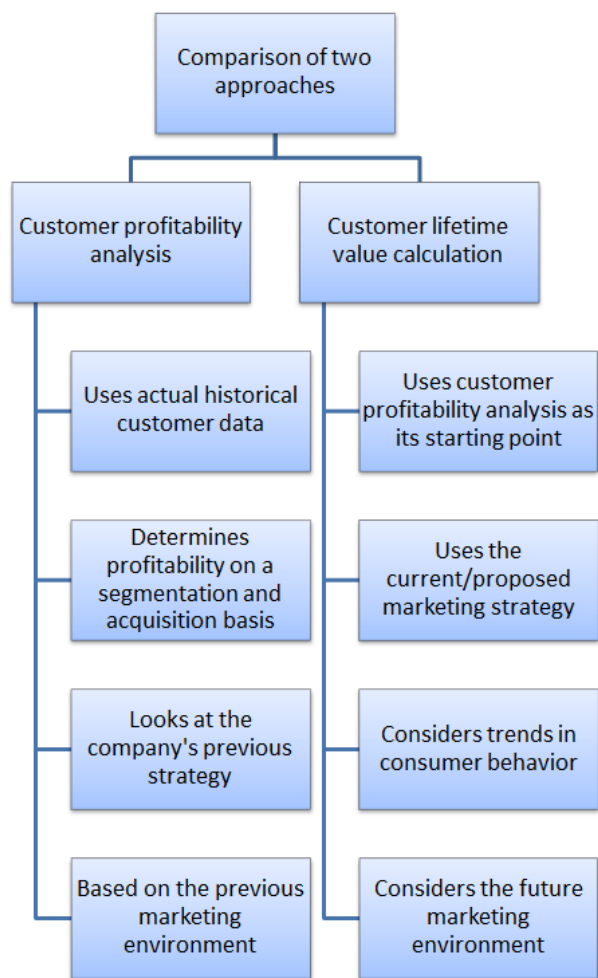 Comparison of two
approaches
Customer profitability
analysis
Customer lifetime
value calculation
Uses actual historical
customer data
Uses customer
profitability analysis as
its starting point
Determines
profitability on a
segmentation and
acquisition basis
Uses the
current/proposed
marketing strategy
Looks at the
company's previous
strategy
Considers trends in
consumer behavior
Based on the previous
marketing
environment
Considers the future
marketing
environment